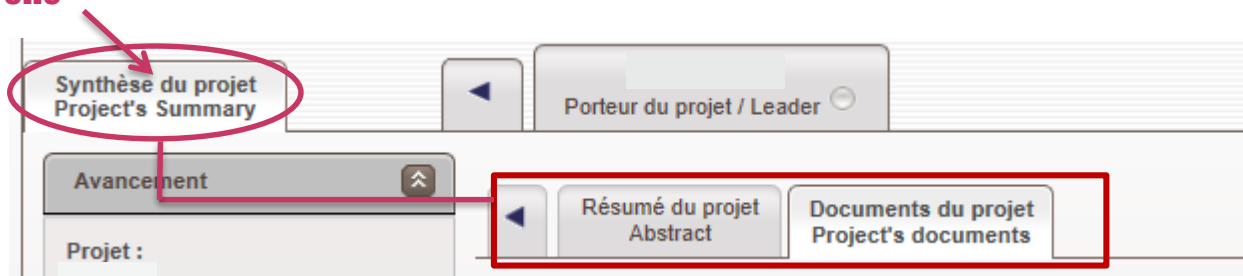 Synthèse du projet
Project's Summary
Porteur du projet / Leader
Avancement
Résumé du projet
Abstract
Documents du projet
Project's documents
Projet :